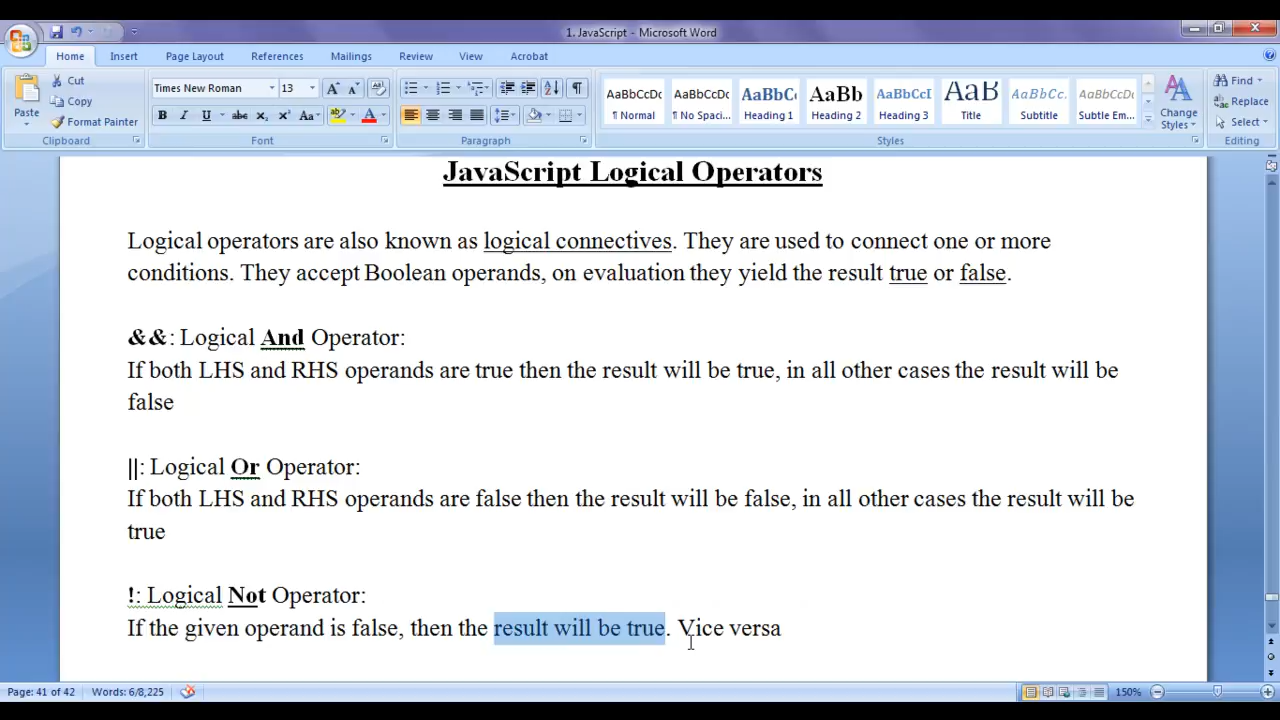 1. JavaScript - Microsoft Word
Home Insert Page Layout References Mailings Review View Acrobat
Paste
Cut
Copy
Format Painter
Clipboard
Times New Roman 13
B I U abc X₂ X² Aa
Font
Paragraph
AaBbCcDc AaBbCcDc AaBbC AaBb AaBbCcI AaB AaBbCc. AaBbCcDc
¶ Normal ¶ No Spaci... Heading 1 Heading 2 Heading 3 Title Subtitle Subtle Em...
Change Styles
Styles
Find
Replace
Select
Editing
JavaScript Logical Operators
Logical operators are also known as logical connectives. They are used to connect one or more
conditions. They accept Boolean operands, on evaluation they yield the result true or false.
&&: Logical And Operator:
If both LHS and RHS operands are true then the result will be true, in all other cases the result will be
false
||: Logical Or Operator:
If both LHS and RHS operands are false then the result will be false, in all other cases the result will be
true
!: Logical Not Operator:
If the given operand is false, then the result will be true. Vice versa
Page: 41 of 42 Words: 6/8,225 150%